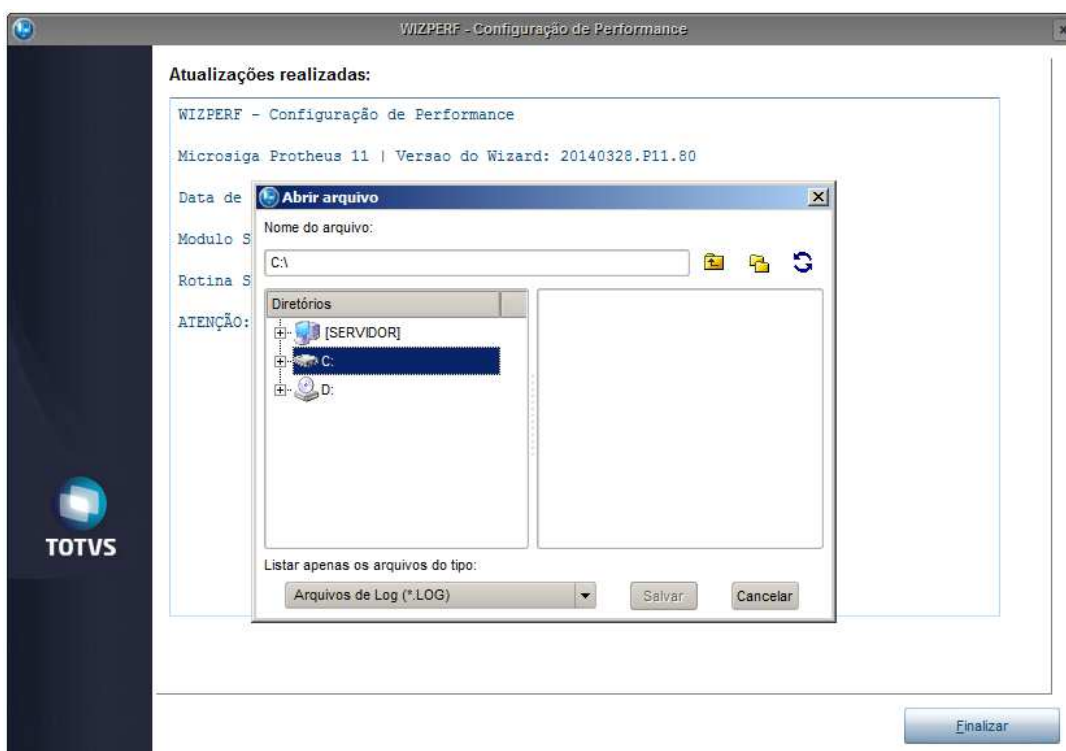 WIZPERF - Configuração de Performance
Atualizações realizadas:
WIZPERF - Configuração de Performance
Microsiga Protheus 11 | Versao do Wizard: 20140328.P11.80
Data de
Modulo S
Rotina S
ATENÇÃO:
Abrir arquivo
Nome do arquivo:
C:\
Diretórios
[SERVIDOR]
C:
D:
Listar apenas os arquivos do tipo:
Arquivos de Log (*.LOG)
Salvar
Cancelar
TOTVS
Finalizar